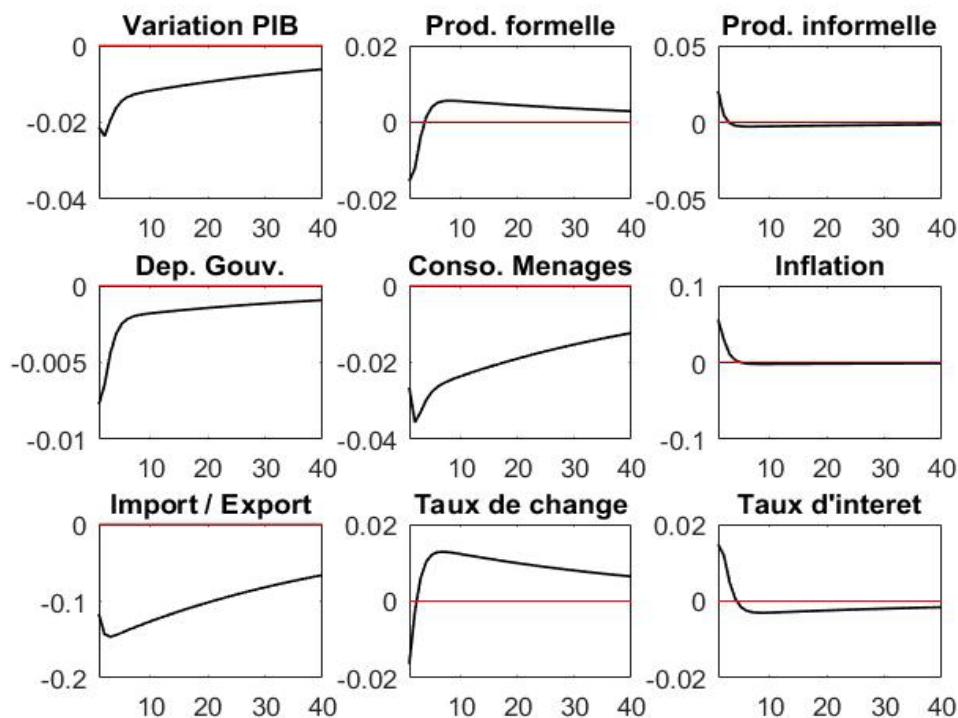 Variation PIB
Prod. formelle
Prod. informelle
0
-0.02
-0.04
10 20 30 40
0.02
0
-0.02
10 20 30 40
0.05
0
-0.05
10 20 30 40
Dep. Gouv.
Conso. Menages
Inflation
0
-0.005
-0.01
10 20 30 40
0
-0.02
-0.04
10 20 30 40
0.1
0
-0.1
10 20 30 40
Import / Export
Taux de change
Taux d'interet
0
-0.1
-0.2
10 20 30 40
0.02
0
-0.02
10 20 30 40
0.02
0
-0.02
10 20 30 40